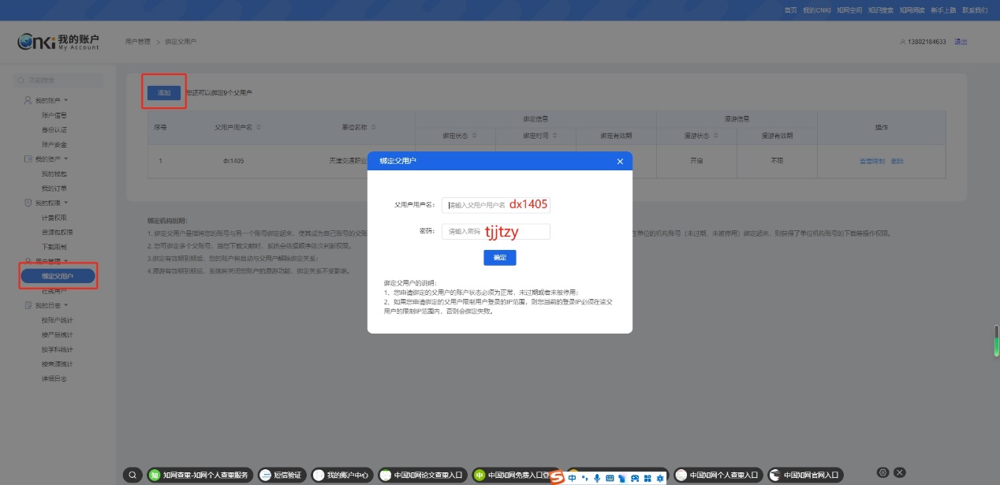 首页 我的CNKI 知网空间 知识搜索 知网阅读 新手上路 联系我们
cnki 我的账户
My Account
用户管理 > 绑定父用户
13802184633 退出
功能搜索
我的账户
账户信息
身份认证
账户安全
我的资产
我的钱包
我的订单
我的权限
计费权限
资源包权限
下载限制
用户管理
绑定父用户
在线用户
我的日志
按账户统计
按产品统计
按学科统计
按来源统计
详细日志
添加 您还可以绑定9个父用户
序号 父用户用户名 单位名称 绑定信息 漫游信息 操作
绑定状态 绑定时间 绑定有效期 漫游状态 漫游有效期
1 dx1405 天津交通职业 开启 不限 查看限制 删除
绑定父用户
父用户用户名: 请输入父用户用户名 dx1405
密码: 请输入密码 tjjtzy
确定
绑定父用户的说明:
1、您申请绑定的父用户的账户状态必须为正常,未过期或者未被停用;
2、如果您申请绑定的父用户限制用户登录的IP范围,则您当前的登录IP必须在该父
用户的限制IP范围内,否则会绑定失败。
绑定机构说明:
1. 绑定父用户是指将您的账号与另一个账号绑定起来,使其成为自己账号的父账 在单位的机构账号(未过期、未被停用)绑定起来,则获得了单位机构账号的下载等操作权限。
2. 您可绑定多个父账号,当您下载文献时,系统会依据顺序依次判断权限。
3.绑定有效期到期后,您的账户将自动与父用户解除绑定关系;
4.漫游有效期到期后,系统将关闭您账户的漫游功能,绑定关系不受影响。
知 知网查重-知网个人查重服务 短信验证 我的账户中心 中国知网论文查重入口 中 中国知网免费入口登 中国知网个人查重入口 中国知网官网入口
S 中